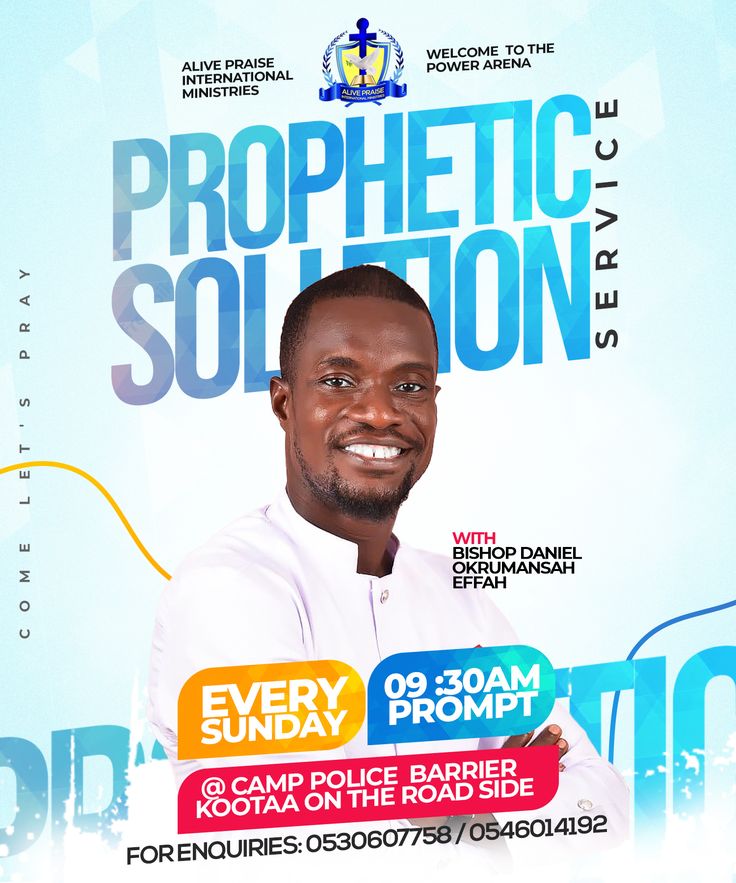 ALIVE PRAISE
INTERNATIONAL
MINISTRIES
ALIVE PRAISE
INTERNATIONAL MINISTRIES
WELCOME TO THE
POWER ARENA
PROPHETIC
SOLUTION
SERVICE
COME LET'S PRAY
WITH
BISHOP DANIEL
OKRUMANSAH
EFFAH
EVERY
SUNDAY
09 :30AM
PROMPT
@ CAMP POLICE BARRIER
KOOTAA ON THE ROAD SIDE
FOR ENQUIRIES: 0530607758 / 0546014192